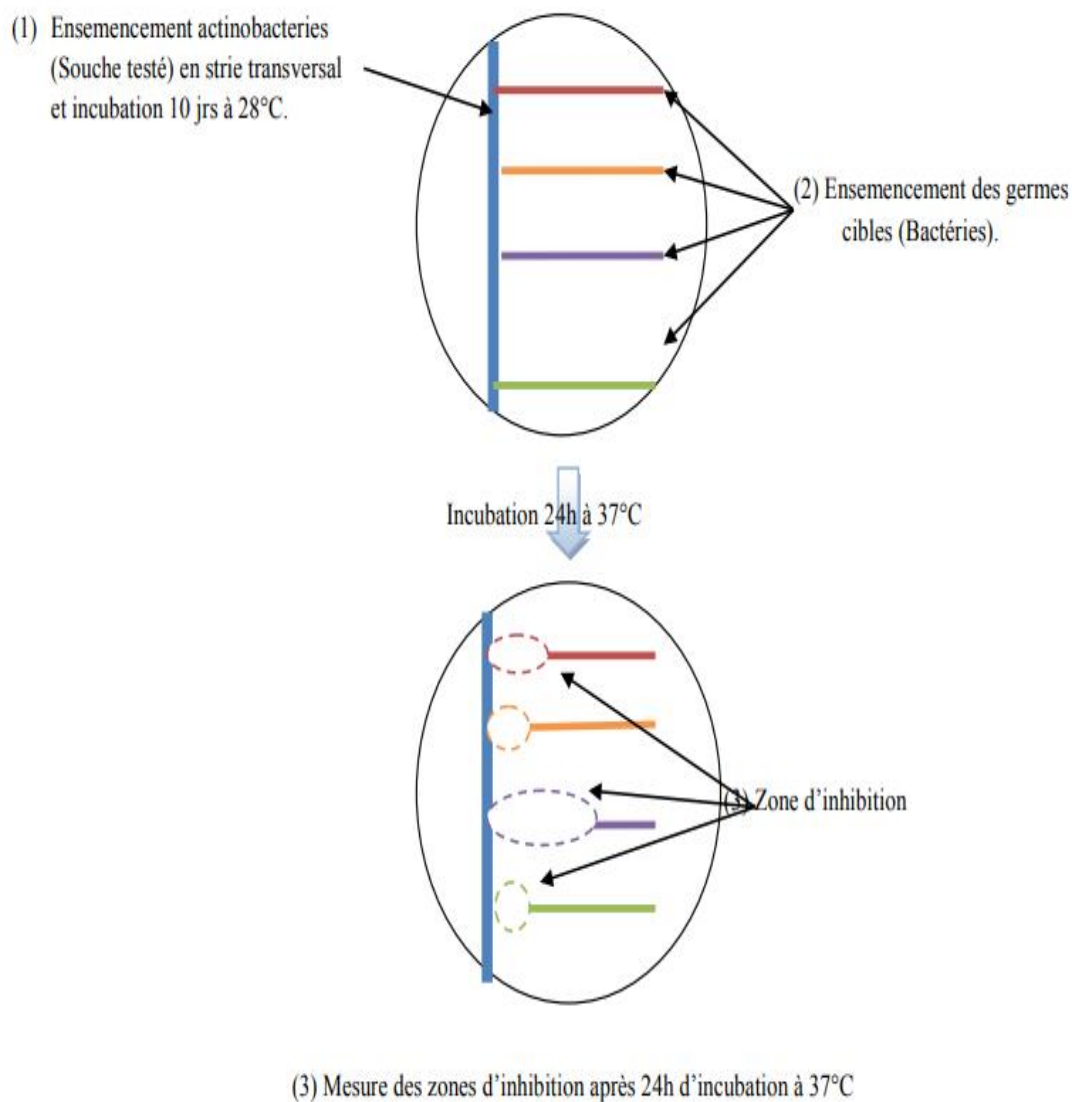 (1) Ensemencement actinobacteries
(Souche testé) en strie transversal
et incubation 10 jrs à 28°C.
(2) Ensemencement des germes
cibles (Bactéries).
Incubation 24h à 37°C
(3) Zone d'inhibition
(3) Mesure des zones d'inhibition après 24h d'incubation à 37°C